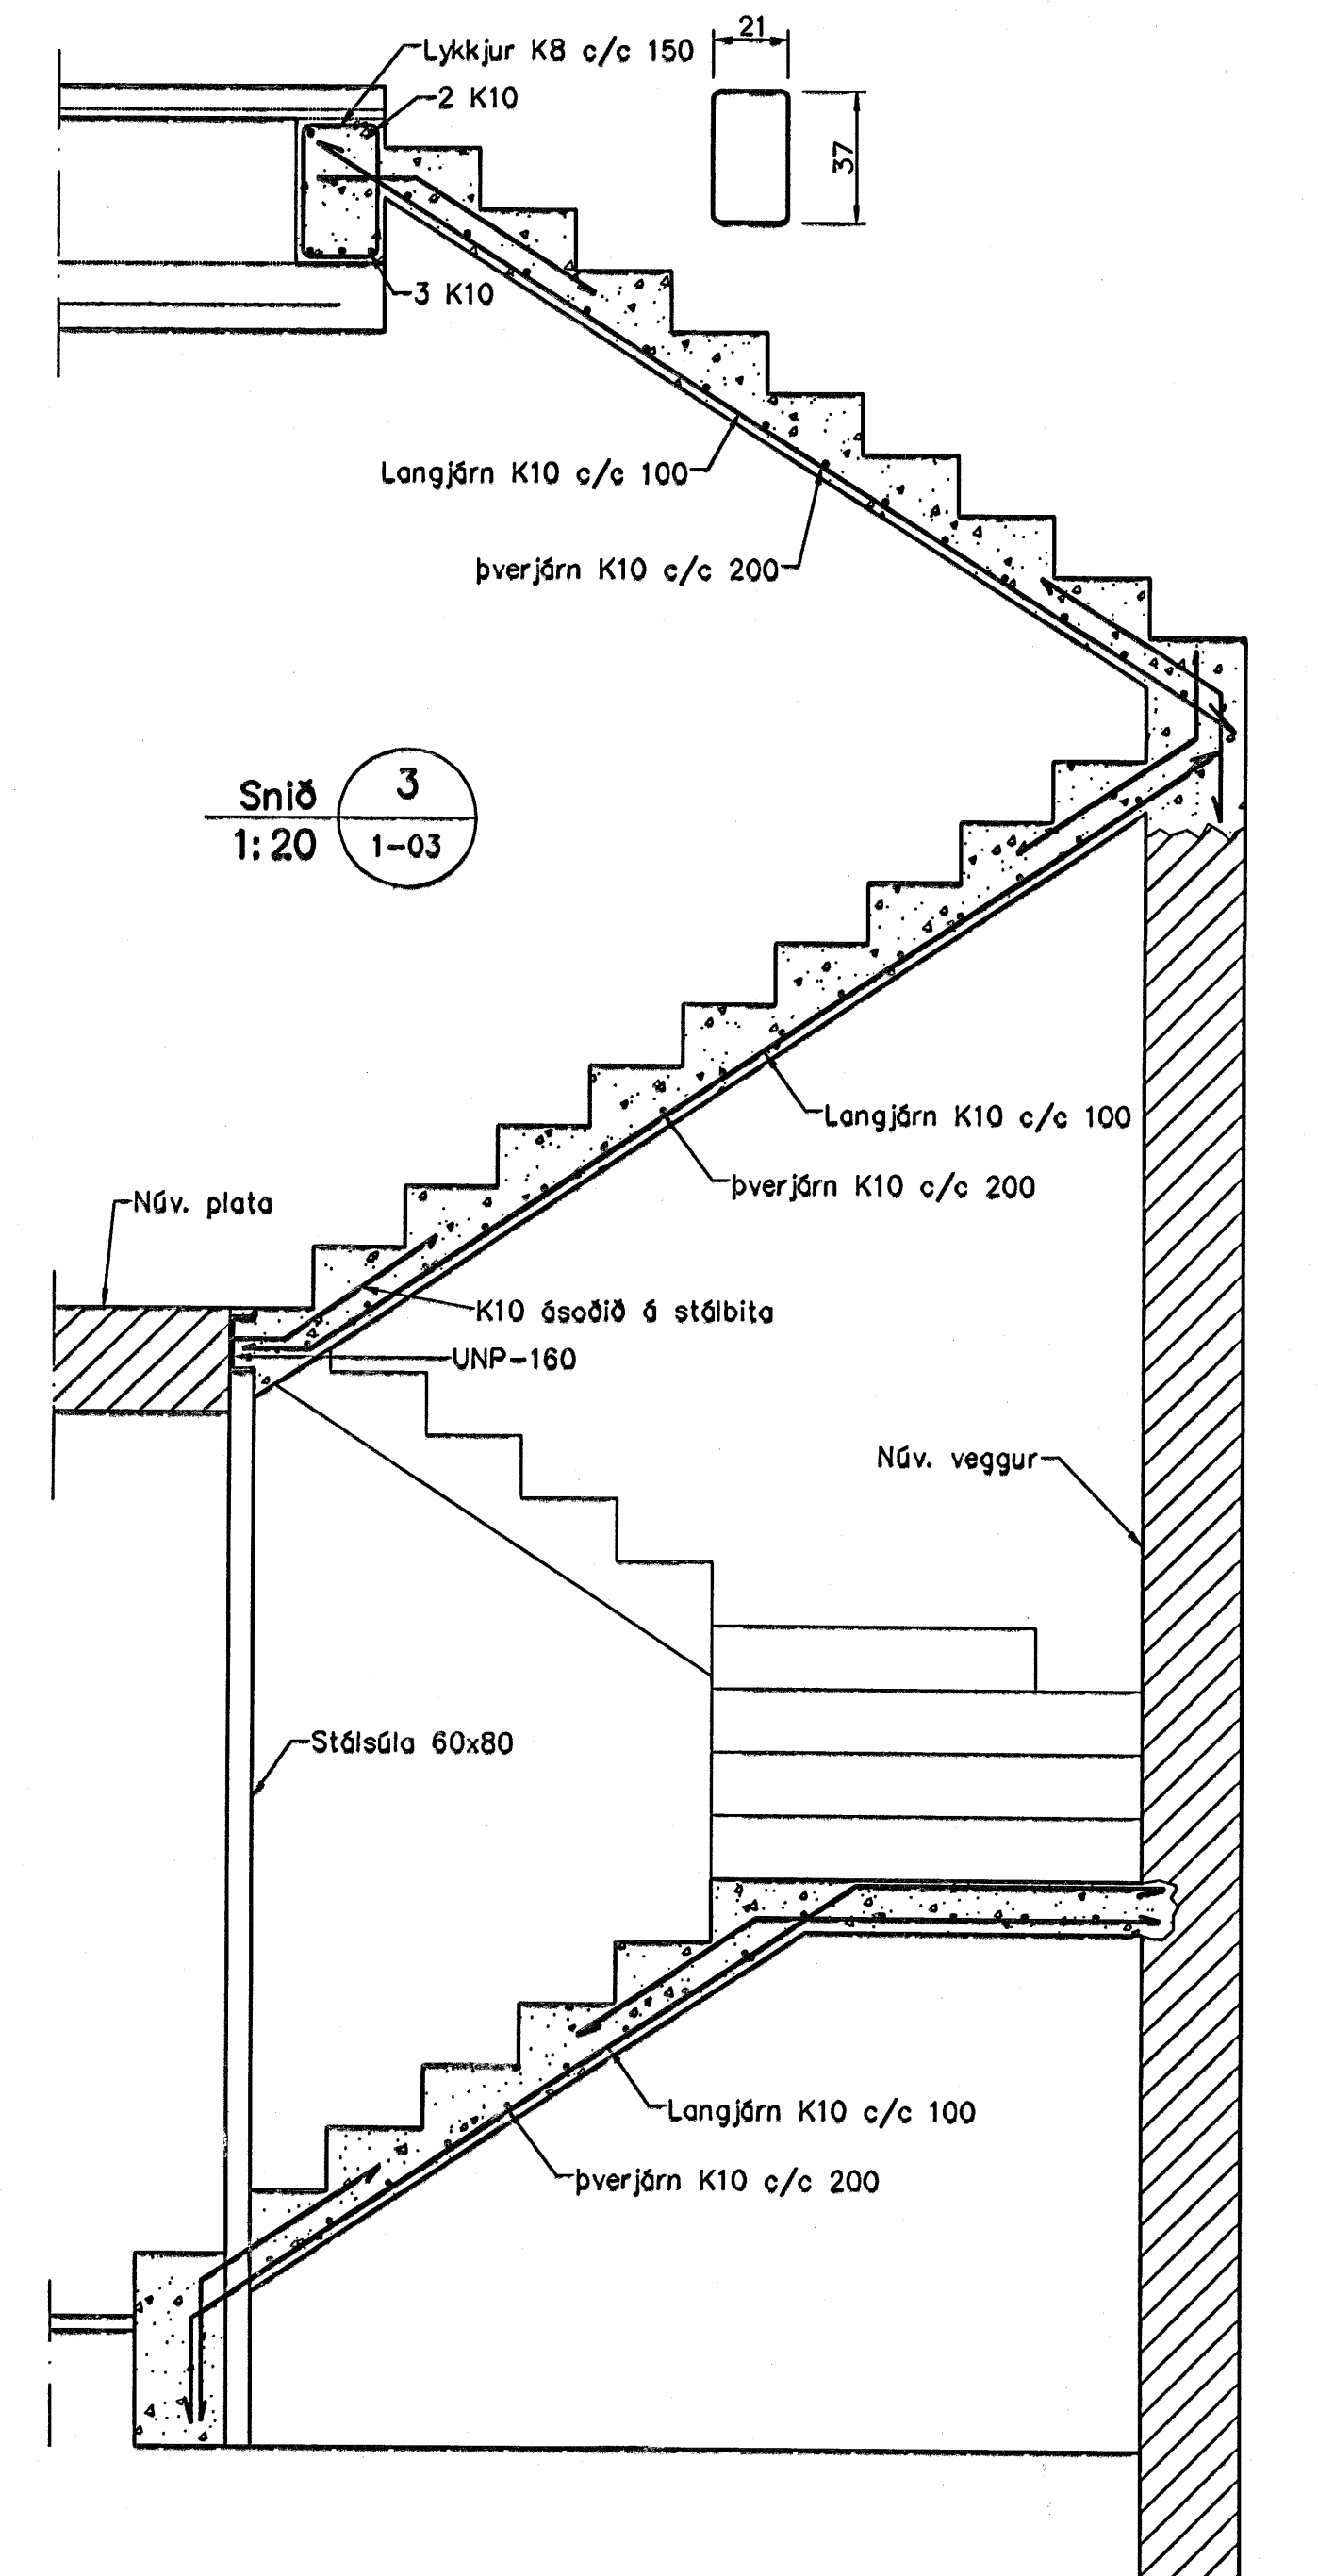 Lykkjur K8 c/c 150
21
2 K10
37
3 K10
Langjárn K10 c/c 100
þverjárn K10 c/c 200
Snið
1:20
3
1-03
Langjárn K10 c/c 100
þverjárn K10 c/c 200
Núv. plata
K10 ásoðið á stálbita
UNP-160
Núv. veggur
Stálsúla 60x80
Langjárn K10 c/c 100
þverjárn K10 c/c 200